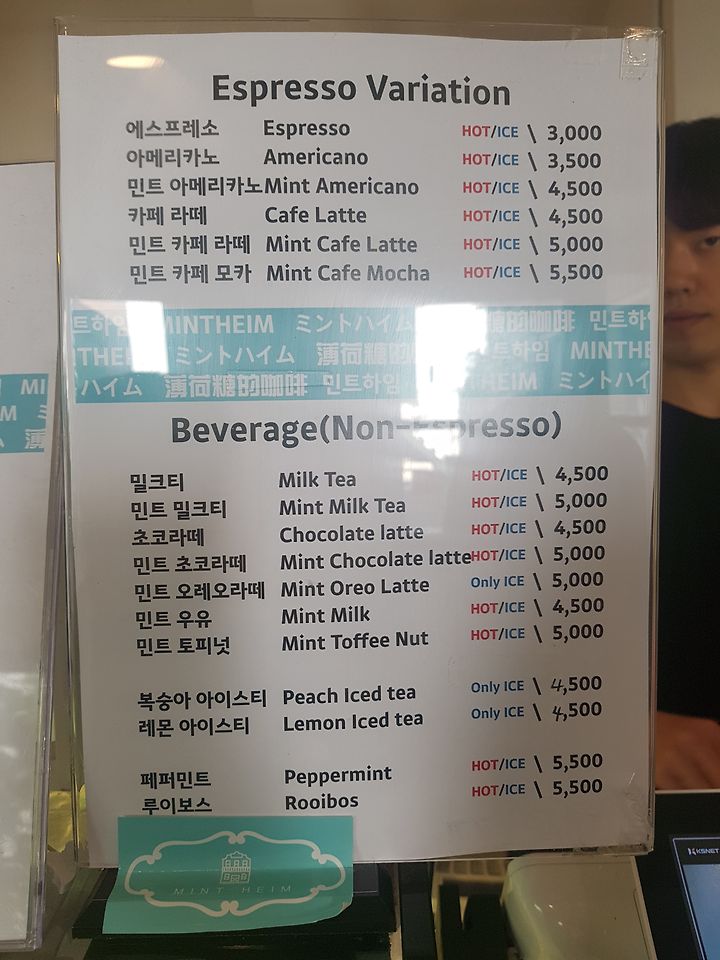 Espresso Variation
에스프레소 Espresso HOT/ICE \ 3,000
아메리카노 Americano HOT/ICE \ 3,500
민트 아메리카노 Mint Americano HOT/ICE \ 4,500
카페 라떼 Cafe Latte HOT/ICE \ 4,500
민트 카페 라떼 Mint Cafe Latte HOT/ICE \ 5,000
민트 카페 모카 Mint Cafe Mocha HOT/ICE \ 5,500
트하임 MINTHEIM ミントハイム 糖的咖啡 민트하
NTHE ミントハイム 薄荷糖的 트하임 MINTHE
ハイム 薄荷糖的咖啡 민트하임 HEIM ミントハイ
Beverage(Non-Espresso)
밀크티 Milk Tea HOT/ICE \ 4,500
민트 밀크티 Mint Milk Tea HOT/ICE \ 5,000
초코라떼 Chocolate latte HOT/ICE \ 4,500
민트 초코라떼 Mint Chocolate latte HOT/ICE \ 5,000
민트 오레오라떼 Mint Oreo Latte Only ICE \ 5,000
민트 우유 Mint Milk HOT/ICE \ 4,500
민트 토피넛 Mint Toffee Nut HOT/ICE \ 5,000
복숭아 아이스티 Peach Iced tea Only ICE \ 4,500
레몬 아이스티 Lemon Iced tea Only ICE \ 4,500
페퍼민트 Peppermint HOT/ICE \ 5,500
루이보스 Rooibos HOT/ICE \ 5,500
MINT HEIM
KSNET